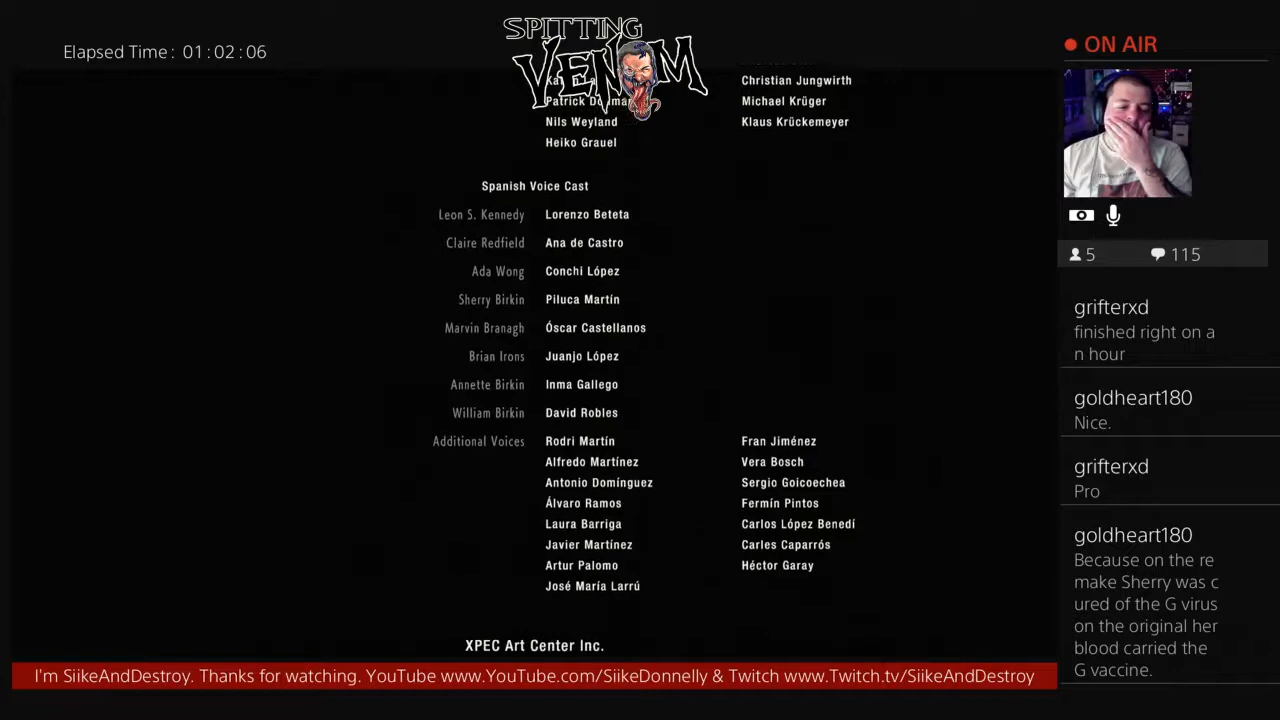 SPITTING
VENOM
Elapsed Time: 01:02:06
ON AIR
Christian Jungwirth
Patrick Michael Krüger
Nils Weyland Klaus Krückemeyer
Heiko Grauel
Spanish Voice Cast
Leon S. Kennedy Lorenzo Beteta
Claire Redfield Ana de Castro
Ada Wong Conchi López
Sherry Birkin Piluca Martín
Marvin Branagh Óscar Castellanos
Brian Irons Juanjo López
Annette Birkin Inma Gallego
William Birkin David Robles
Additional Voices Rodri Martín Fran Jiménez
Alfredo Martínez Vera Bosch
Antonio Domínguez Sergio Goicoechea
Álvaro Ramos Fermín Pintos
Laura Barriga Carlos López Benedí
Javier Martínez Carles Caparrós
Artur Palomo Héctor Garay
José María Larrú
XPEC Art Center Inc.
I'm SiikeAndDestroy. Thanks for watching. YouTube www.YouTube.com/SiikeDonnelly & Twitch www.Twitch.tv/SiikeAndDestroy
5 115
grifterxd
finished right on a
n hour
goldheart180
Nice.
grifterxd
Pro
goldheart180
Because on the re
make Sherry was c
ured of the G virus
on the original her
blood carried the
G vaccine.